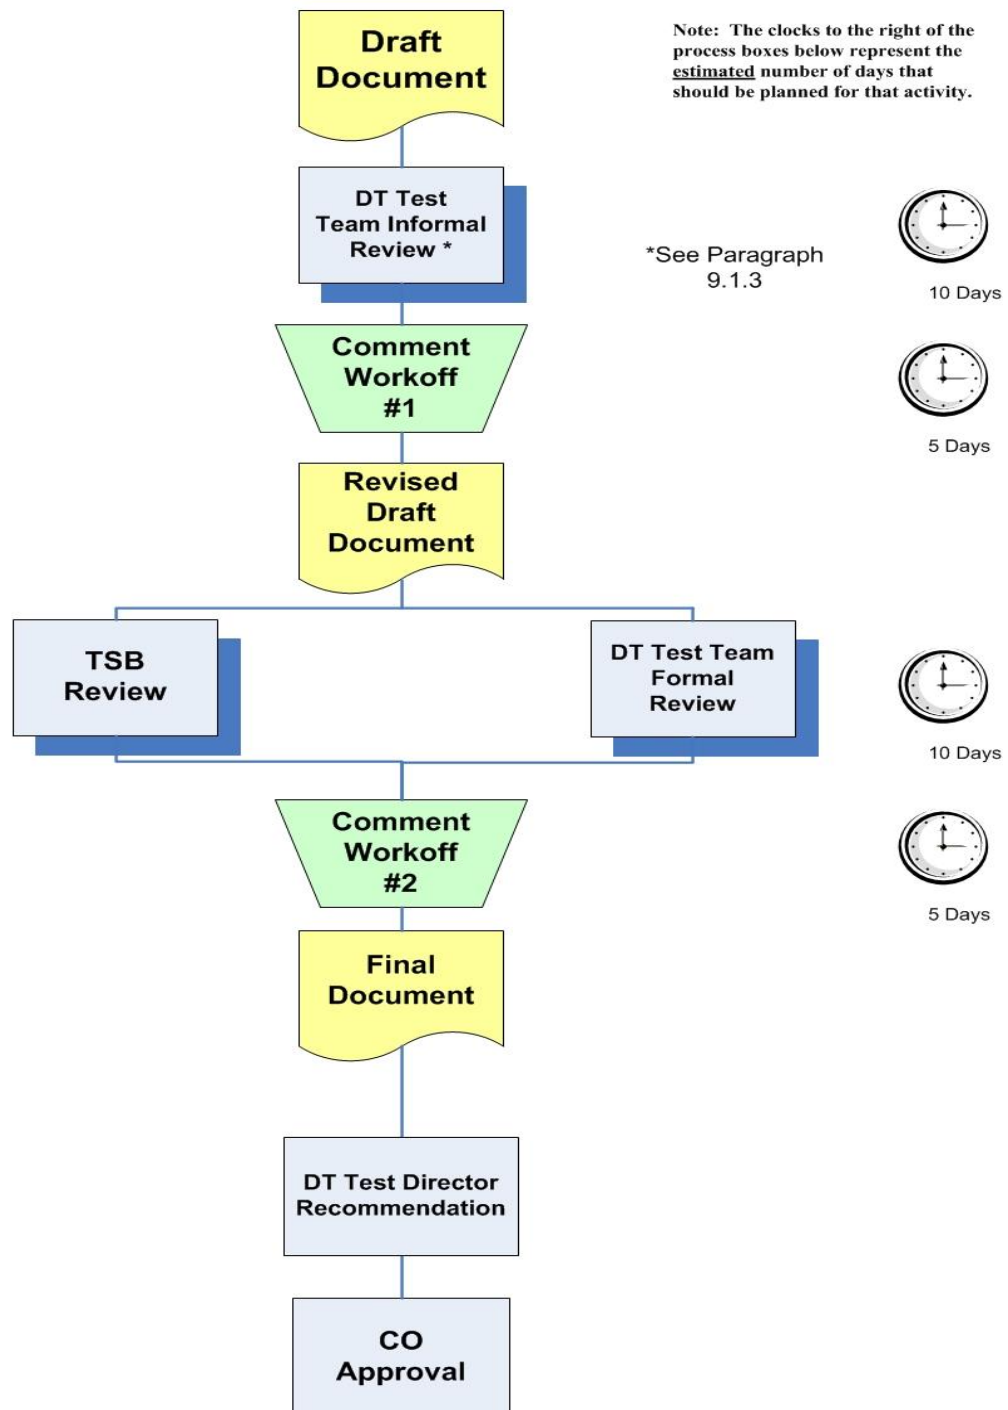 Draft
Document
Note: The clocks to the right of the
process boxes below represent the
estimated number of days that
should be planned for that activity.
DT Test
Team Informal
Review *
*See Paragraph
9.1.3
10 Days
Comment
Workoff
#1
5 Days
Revised
Draft
Document
TSB
Review
DT Test Team
Formal
Review
10 Days
Comment
Workoff
#2
5 Days
Final
Document
DT Test Director
Recommendation
CO
Approval